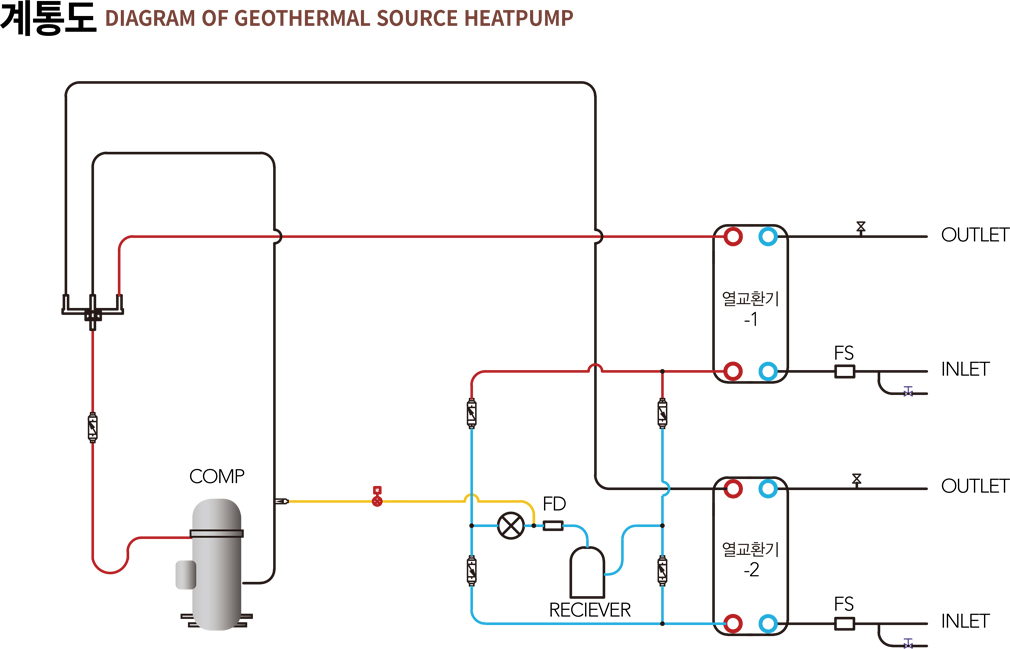 계통도 DIAGRAM OF GEOTHERMAL SOURCE HEATPUMP
OUTLET
열교환기
-1
FS
INLET
COMP
FD
OUTLET
열교환기
-2
RECIEVER
FS
INLET